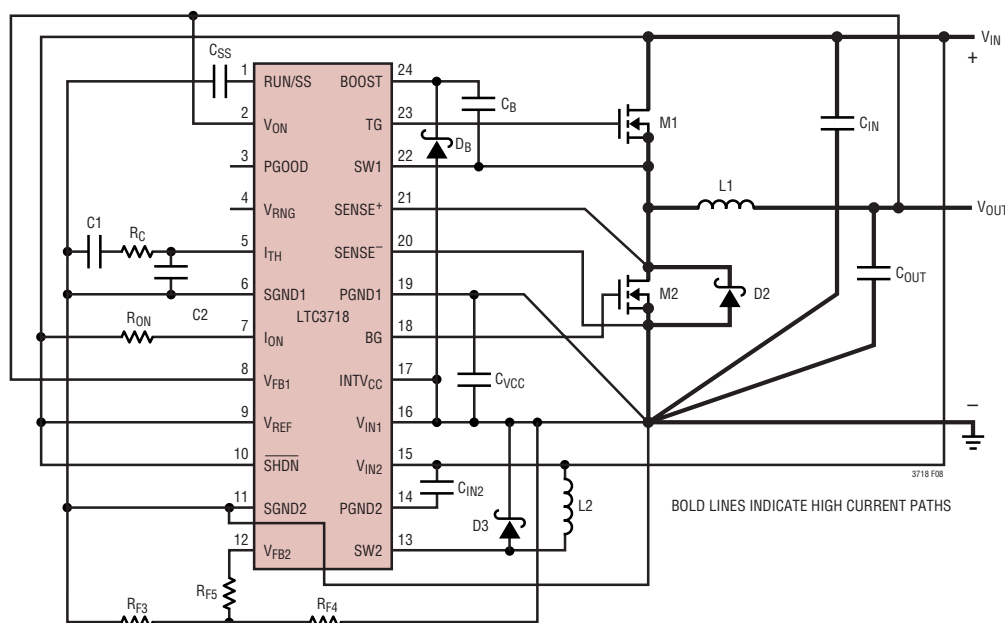 VIN
+
CSS
1 RUN/SS BOOST 24
CB
2 VON TG 23
M1
CIN
DB
3 PGOOD SW1 22
L1
4 VRNG SENSE+ 21
VOUT
C1
RC
5 ITH SENSE− 20
COUT
6 SGND1 PGND1 19
M2
D2
C2
LTC3718
RON
7 ION BG 18
8 VFB1 INTVCC 17
CVCC
−
9 VREF VIN1 16
10 SHDN VIN2 15
3718 F08
CIN2
L2
BOLD LINES INDICATE HIGH CURRENT PATHS
11 SGND2 PGND2 14
D3
12 VFB2 SW2 13
RF5
RF3
RF4